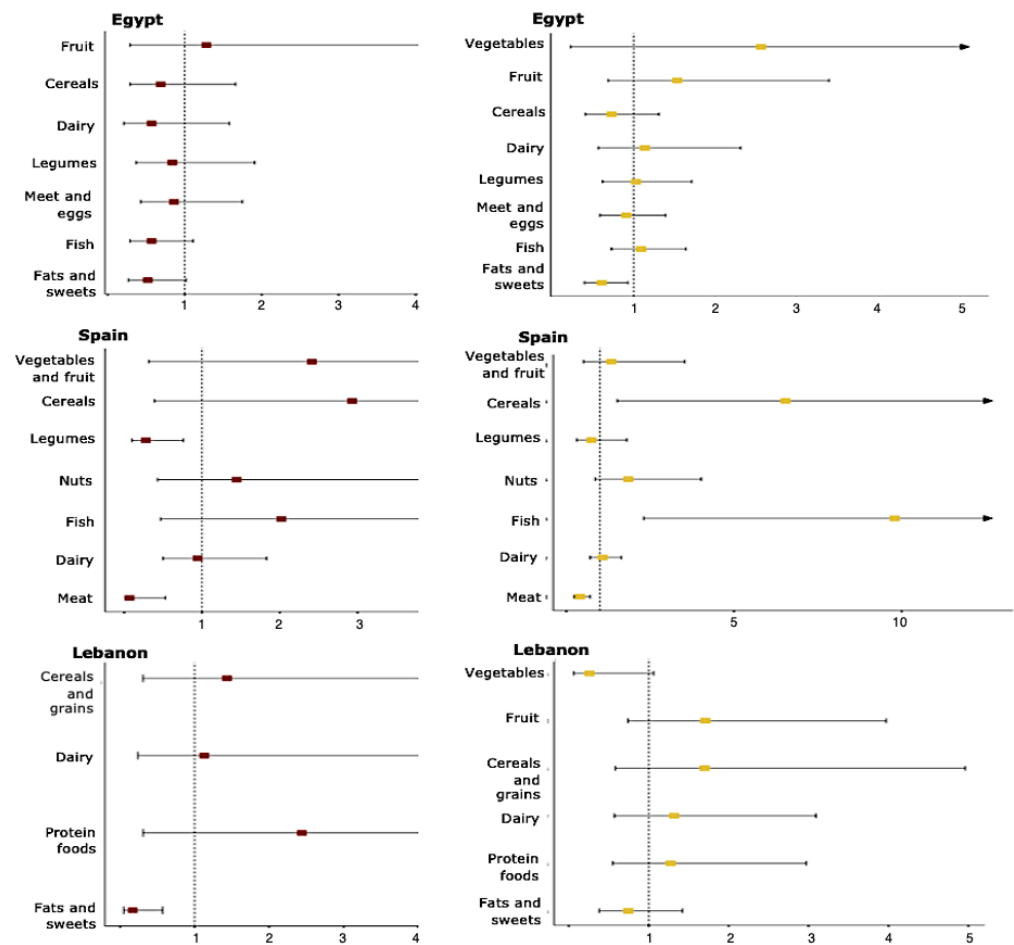 Egypt
Fruit
Cereals
Dairy
Legumes
Meet and
eggs
Fish
Fats and
sweets
1 2 3 4
Egypt
Vegetables
Fruit
Cereals
Dairy
Legumes
Meet and
eggs
Fish
Fats and
sweets
1 2 3 4 5
Spain
Vegetables
and fruit
Cereals
Legumes
Nuts
Fish
Dairy
Meat
1 2 3
Spain
Vegetables
and fruit
Cereals
Legumes
Nuts
Fish
Dairy
Meat
5 10
Lebanon
Cereals
and
grains
Dairy
Protein
foods
Fats and
sweets
1 2 3 4
Lebanon
Vegetables
Fruit
Cereals
and
grains
Dairy
Protein
foods
Fats and
sweets
1 2 3 4 5